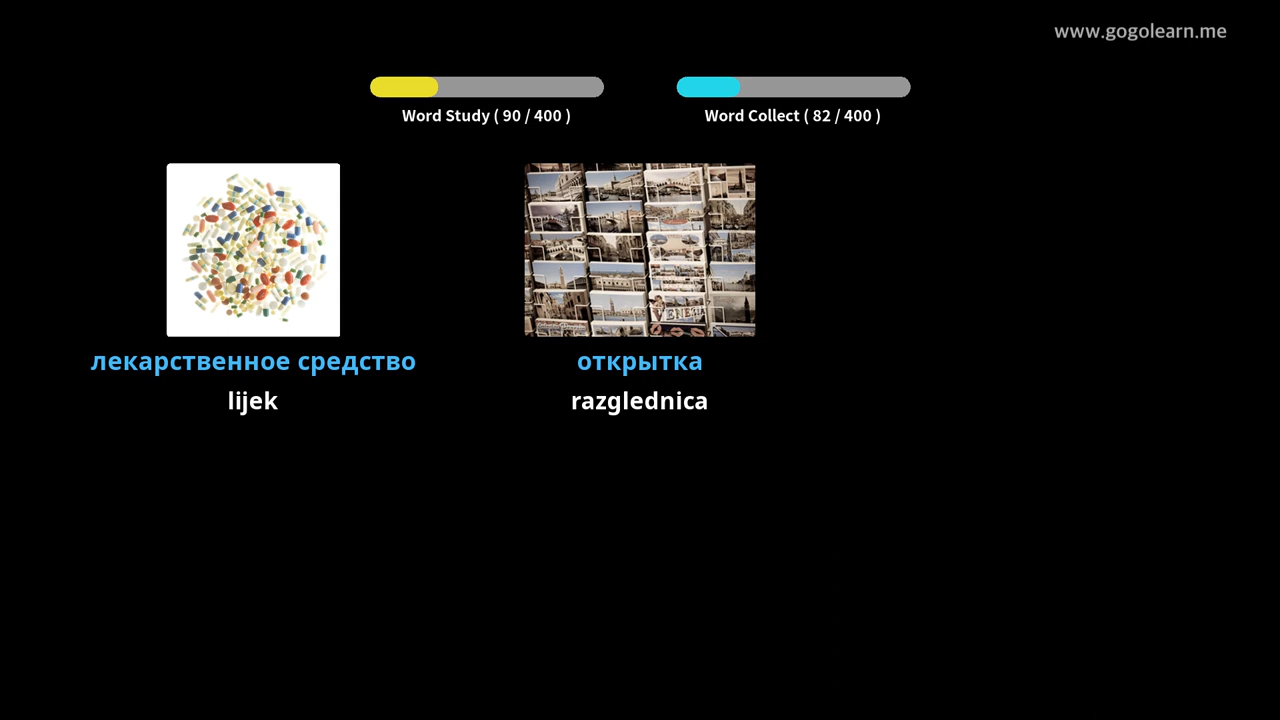 www.gogolearn.me
Word Study ( 90 / 400 )
Word Collect ( 82 / 400 )
лекарственное средство
lijek
открытка
razglednica